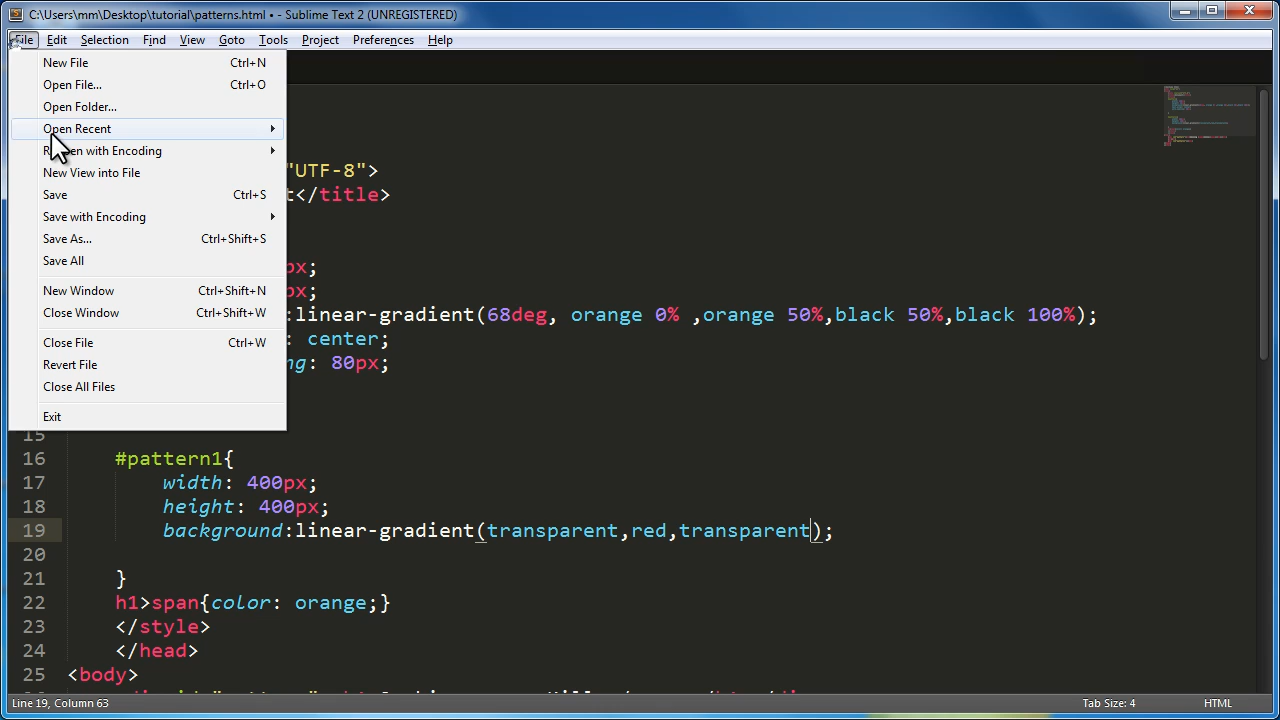 C:\Users\mm\Desktop\tutorial\patterns.html • - Sublime Text 2 (UNREGISTERED)
File Edit Selection Find View Goto Tools Project Preferences Help
New File Ctrl+N
Open File... Ctrl+O
Open Folder...
Open Recent
with Encoding
New View into File
Save Ctrl+S
Save with Encoding
Save As... Ctrl+Shift+S
Save All
New Window Ctrl+Shift+N
Close Window Ctrl+Shift+W
Close File Ctrl+W
Revert File
Close All Files
Exit
"UTF-8">
t</title>
px;
px;
:linear-gradient(68deg, orange 0% ,orange 50%,black 50%,black 100%);
: center;
ng: 80px;
15
16 #pattern1{
17 width: 400px;
18 height: 400px;
19 background:linear-gradient(transparent,red,transparent);
20
21 }
22 h1>span{color: orange;}
23 </style>
24 </head>
25 <body>
Line 19, Column 63 Tab Size: 4 HTML